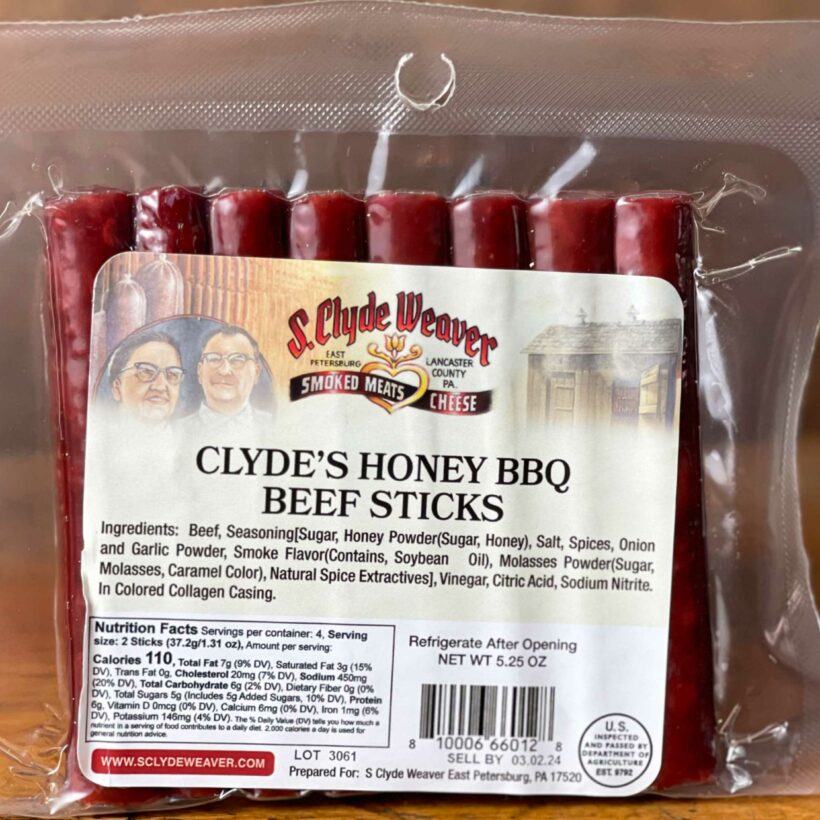 S. Clyde Weaver
EAST PETERSBURG
LANCASTER COUNTY PA.
SMOKED MEATS
CHEESE
CLYDE'S HONEY BBQ
BEEF STICKS
Ingredients: Beef, Seasoning[Sugar, Honey Powder(Sugar, Honey), Salt, Spices, Onion
and Garlic Powder, Smoke Flavor(Contains, Soybean Oil), Molasses Powder(Sugar,
Molasses, Caramel Color), Natural Spice Extractives], Vinegar, Citric Acid, Sodium Nitrite.
In Colored Collagen Casing.
Nutrition Facts Servings per container: 4, Serving
size: 2 Sticks (37.2g/1.31 oz), Amount per serving:
Calories 110, Total Fat 7g (9% DV), Saturated Fat 3g (15%
DV), Trans Fat 0g, Cholesterol 20mg (7% DV), Sodium 450mg
(20% DV), Total Carbohydrate 6g (2% DV), Dietary Fiber 0g (0%
DV), Total Sugars 5g (Includes 5g Added Sugars, 10% DV), Protein
6g, Vitamin D 0mcg (0% DV), Calcium 6mg (0% DV), Iron 1mg (6%
DV), Potassium 146mg (4% DV). The % Daily Value (DV) tells you how much a
nutrient in a serving of food contributes to a daily diet. 2,000 calories a day is used for
general nutrition advice.
Refrigerate After Opening
NET WT 5.25 OZ
8 10006 66012 8
SELL BY 03.02.24
U.S.
INSPECTED
AND PASSED BY
DEPARTMENT OF
AGRICULTURE
EST. 9792
WWW.SCLYDEWEAVER.COM
LOT 3061
Prepared For: S Clyde Weaver East Petersburg, PA 17520